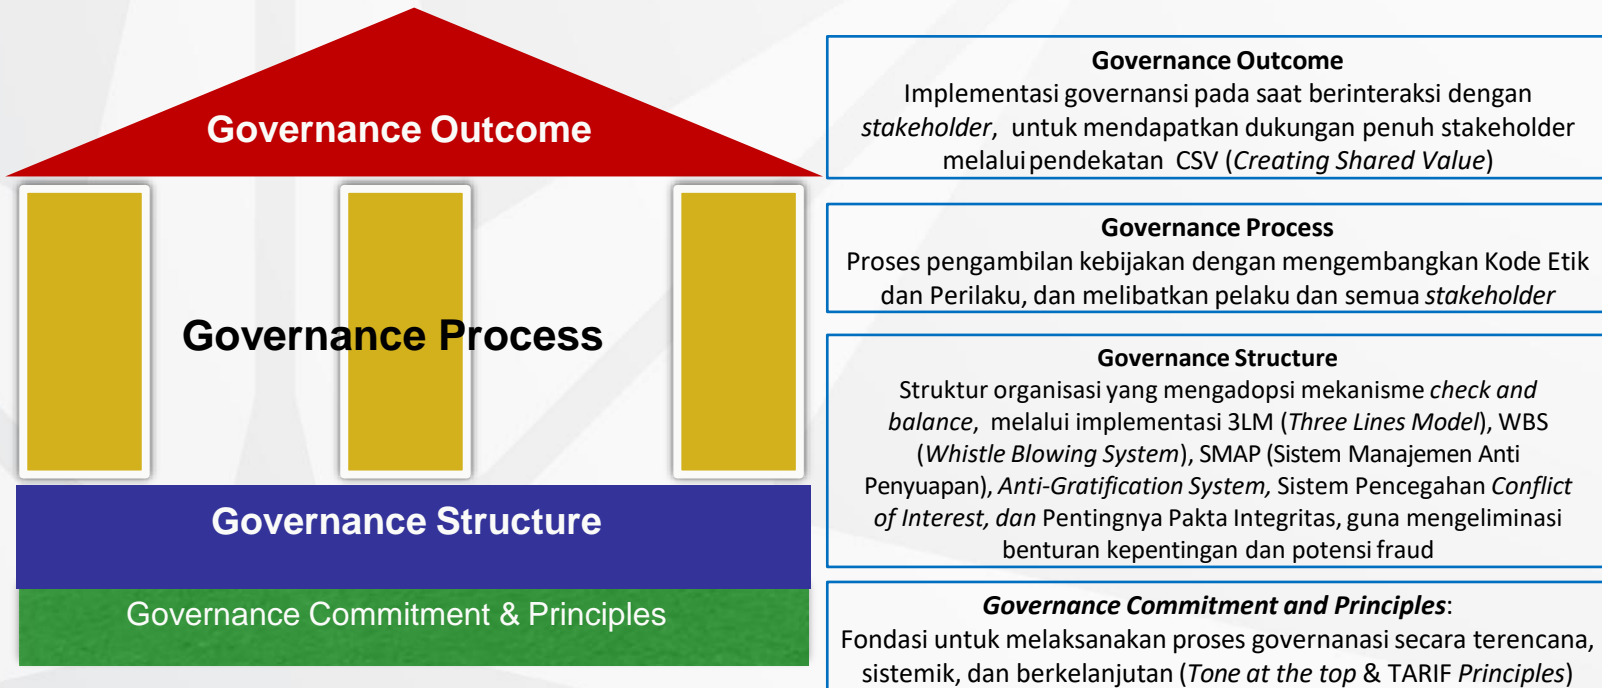 Governance Outcome
Governance Process
Governance Structure
Governance Commitment & Principles
Governance Outcome
Implementasi governansi pada saat berinteraksi dengan
stakeholder, untuk mendapatkan dukungan penuh stakeholder
melalui pendekatan CSV (Creating Shared Value)
Governance Process
Proses pengambilan kebijakan dengan mengembangkan Kode Etik
dan Perilaku, dan melibatkan pelaku dan semua stakeholder
Governance Structure
Struktur organisasi yang mengadopsi mekanisme check and
balance, melalui implementasi 3LM (Three Lines Model), WBS
(Whistle Blowing System), SMAP (Sistem Manajemen Anti
Penyuapan), Anti-Gratification System, Sistem Pencegahan Conflict
of Interest, dan Pentingnya Pakta Integritas, guna mengeliminasi
benturan kepentingan dan potensi fraud
Governance Commitment and Principles:
Fondasi untuk melaksanakan proses governanasi secara terencana,
sistemik, dan berkelanjutan (Tone at the top & TARIF Principles)